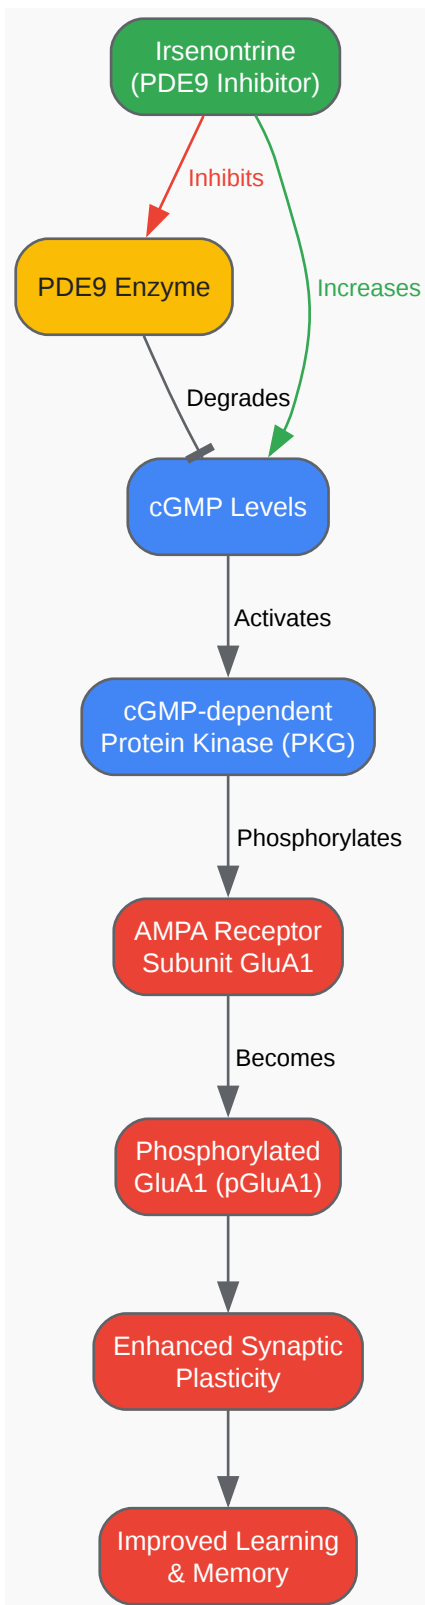 Irsenontrine
(PDE9 Inhibitor)
Inhibits
PDE9 Enzyme
Increases
Degrades
cGMP Levels
Activates
cGMP-dependent
Protein Kinase (PKG)
Phosphorylates
AMPA Receptor
Subunit GluA1
Becomes
Phosphorylated
GluA1 (pGluA1)
Enhanced Synaptic
Plasticity
Improved Learning
& Memory